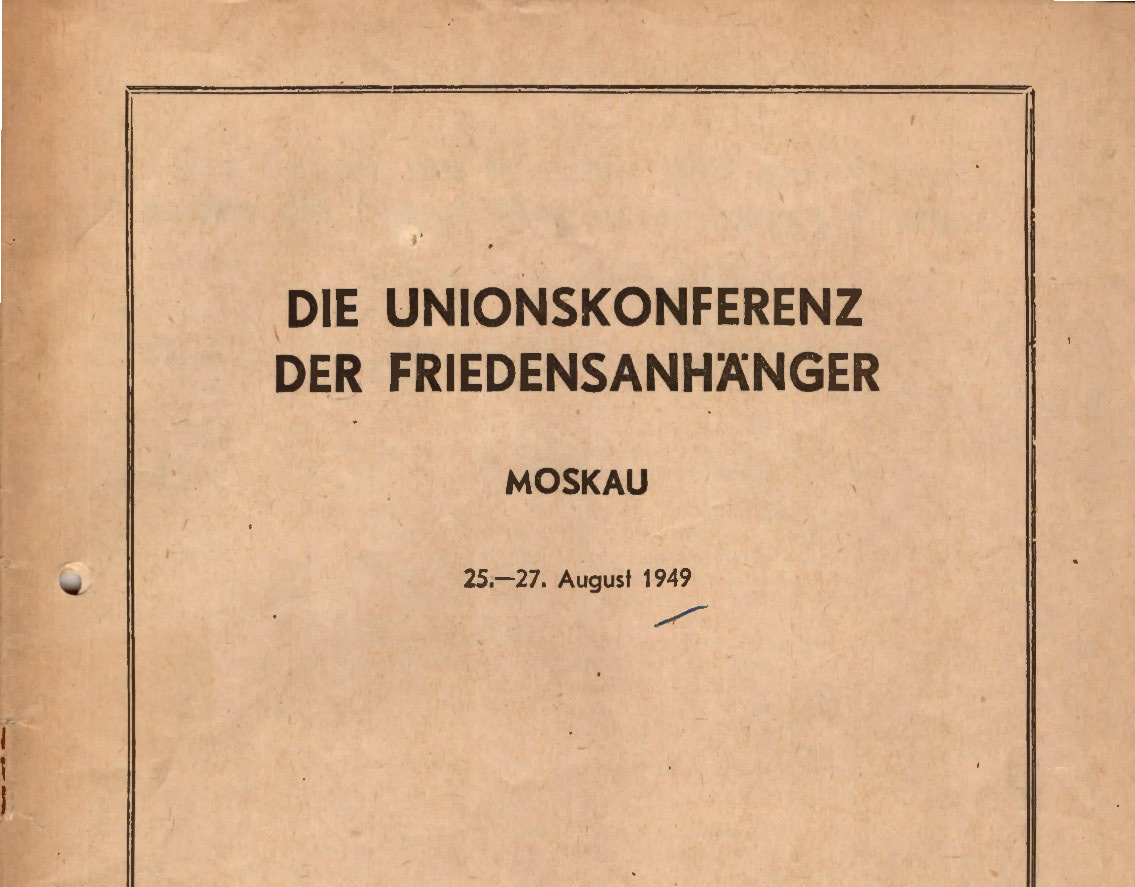 DIE UNIONSKONFERENZ
DER FRIEDENSANHÄNGER
MOSKAU
25.—27. August 1949